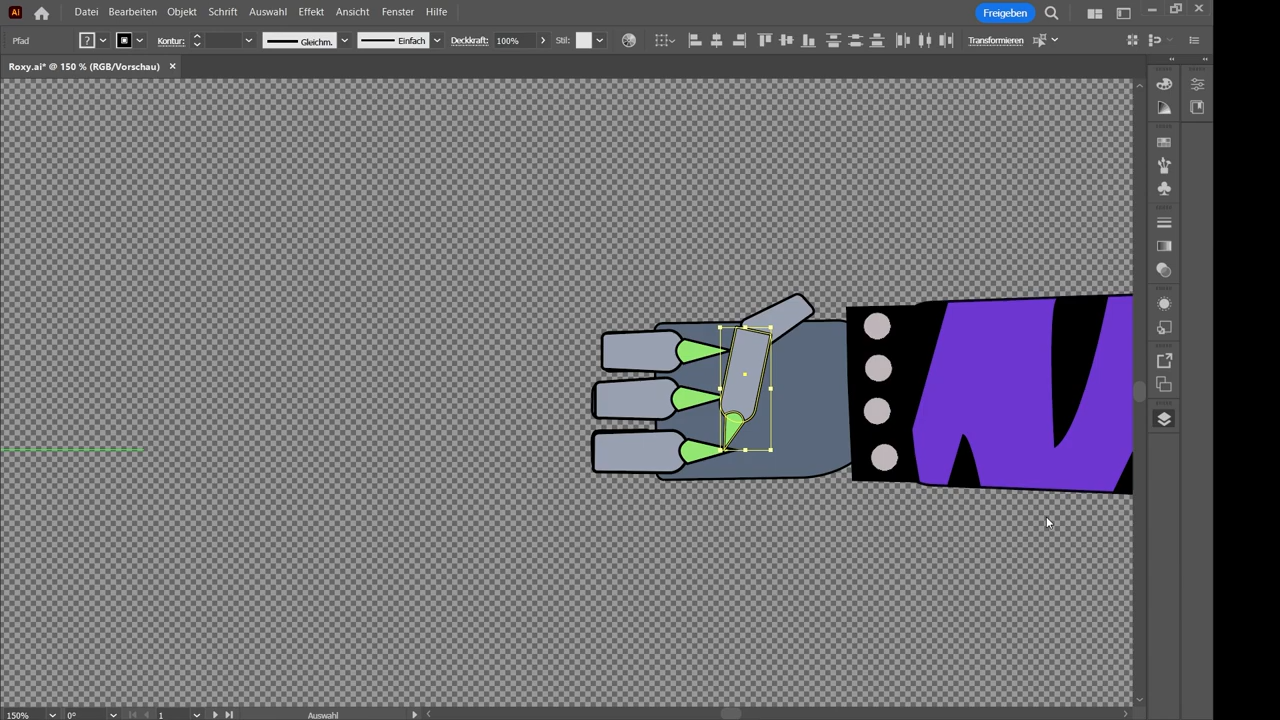 Ai Datei Bearbeiten Objekt Schrift Auswahl Effekt Ansicht Fenster Hilfe Freigeben
Pfad ? Kontur: Gleichm. Einfach Deckkraft: 100% Stil: Transformieren
Roxy.ai* @ 150 % (RGB/Vorschau) ×
150% 0° 1 Auswahl